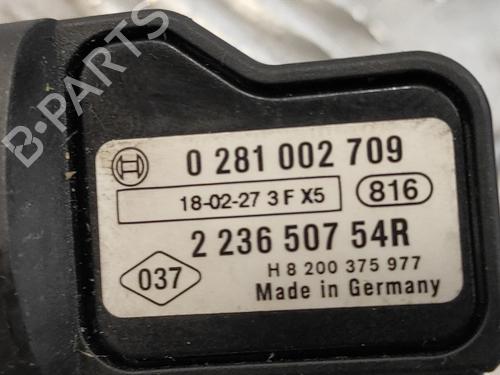 0 281 002 709
18-02-27 3 F X5
816
2 236 507 54R
037
H 8 200 375 977
Made in Germany
B-PARTS